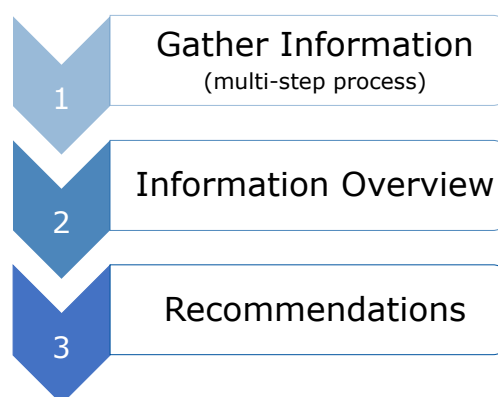 1
Gather Information
(multi-step process)
2
Information Overview
3
Recommendations